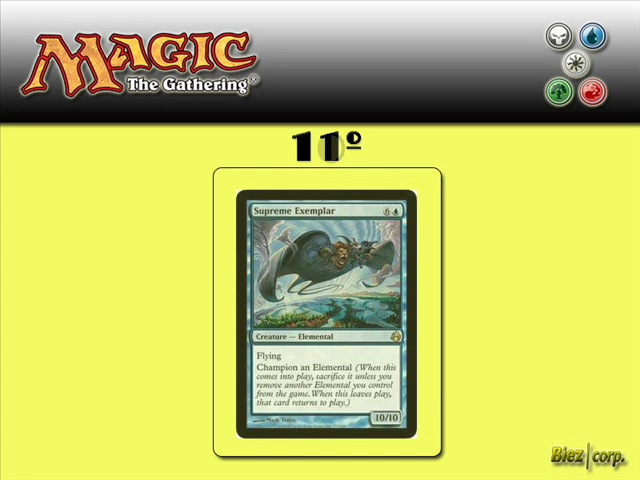 MAGIC
The Gathering®
11º
Supreme Exemplar 6
Creature — Elemental
Flying
Champion an Elemental (When this
comes into play, sacrifice it unless you
remove another Elemental you control
from the game. When this leaves play,
that card returns to play.)
Mark Tedin
10/10
Biez|corp.